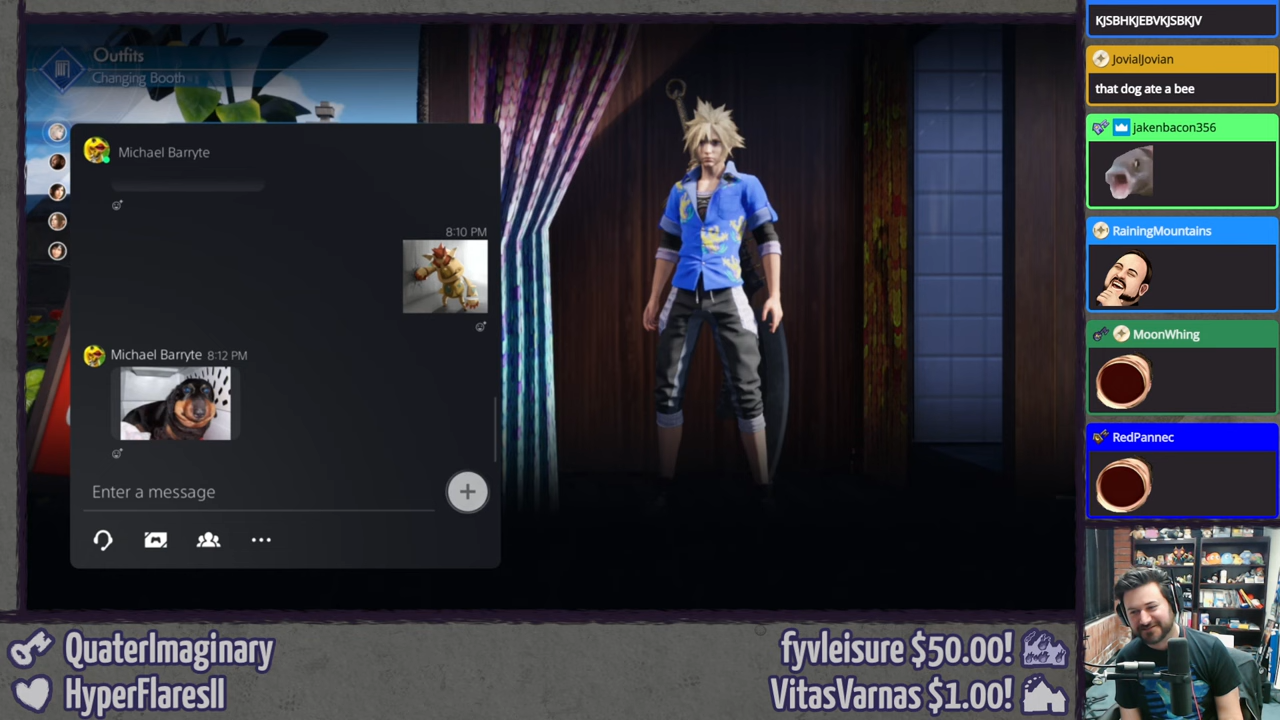 Outfits
Changing Booth
Michael Barryte
8:10 PM
Michael Barryte 8:12 PM
Enter a message
KJSBHKJEBVKJSBKJV
JovialJovian
that dog ate a bee
jakenbacon356
RainingMountains
MoonWhing
RedPannec
QuaterImaginary
HyperFlaresII
fyvleisure $50.00!
VitasVarnas $1.00!